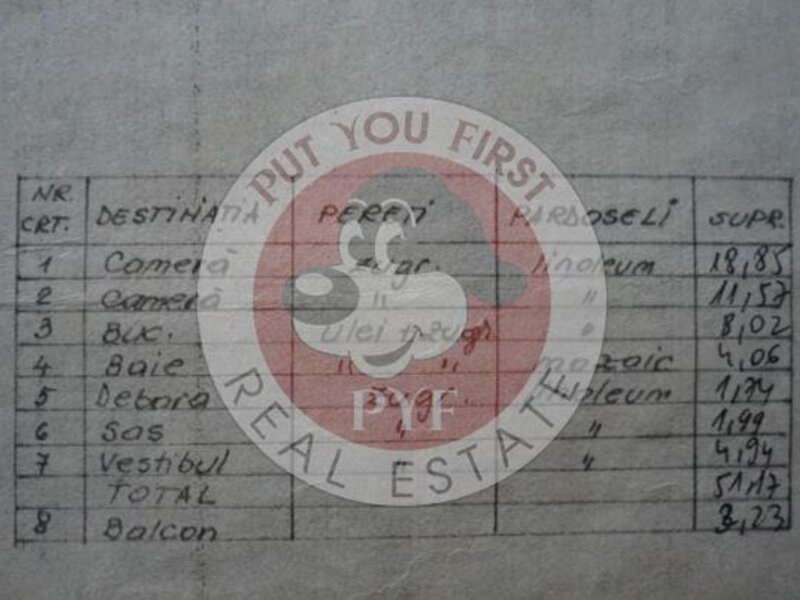 PUT YOU FIRST
NR. CRT. DESTINATIA PERETI PARDOSELI SUPR.
1 Cameră zugr. linoleum 18,85
2 Cameră " " 11,57
3 Buc. ulei + zugr " 8,02
4 Baie " " mozaic 4,06
5 Debara zugr. linoleum 1,74
6 Sas " " 1,99
7 Vestibul " " 4,94
TOTAL 51,17
8 Balcon 3,23
PYF
REAL ESTATE